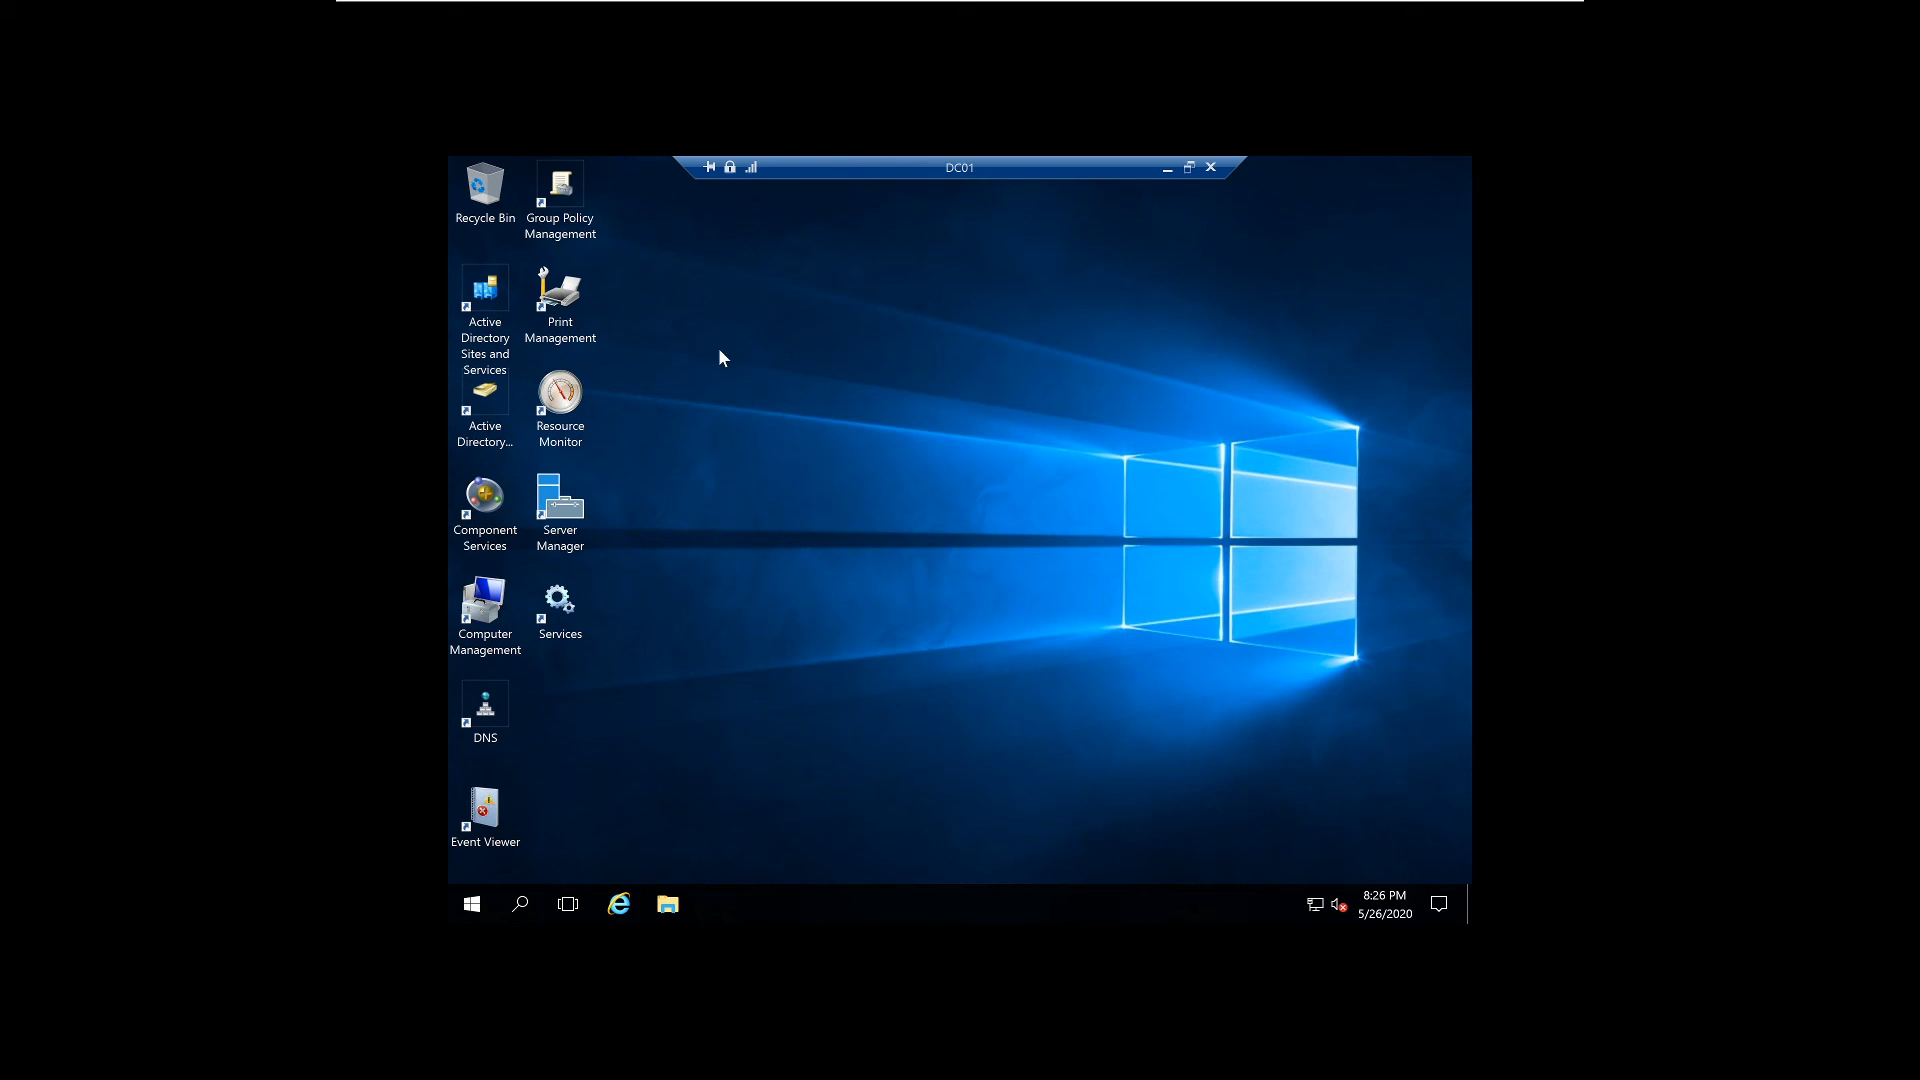 DC01
Recycle Bin
Group Policy
Management
Active
Directory
Sites and
Services
Print
Management
Active
Directory...
Resource
Monitor
Component
Services
Server
Manager
Computer
Management
Services
DNS
Event Viewer
8:26 PM
5/26/2020